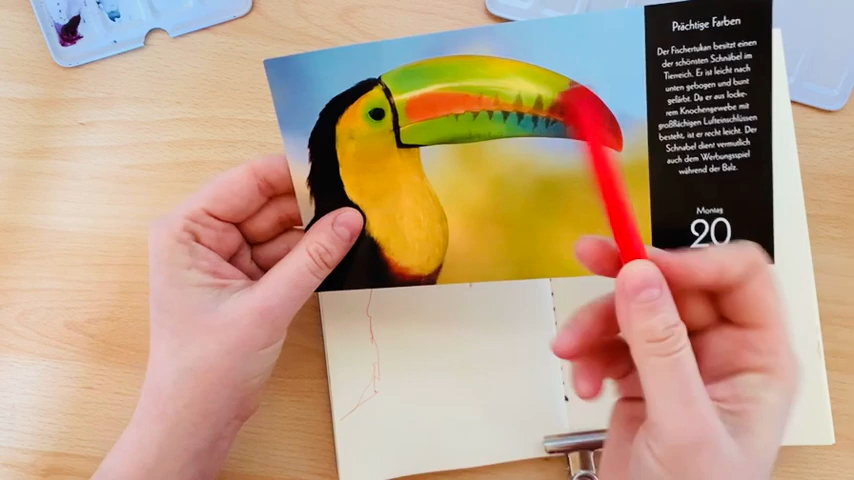 Prächtige Farben
Der Fischertukan besitzt einen
der schönsten Schnäbel im
Tierreich. Er ist leicht nach
unten gebogen und bunt
gefärbt. Da er aus locke-
rem Knochengewebe mit
großflächigen Lufteinschlüssen
besteht, ist er recht leicht. Der
Schnabel dient vermutlich
auch dem Werbungsspiel
während der Balz.
Montag
20